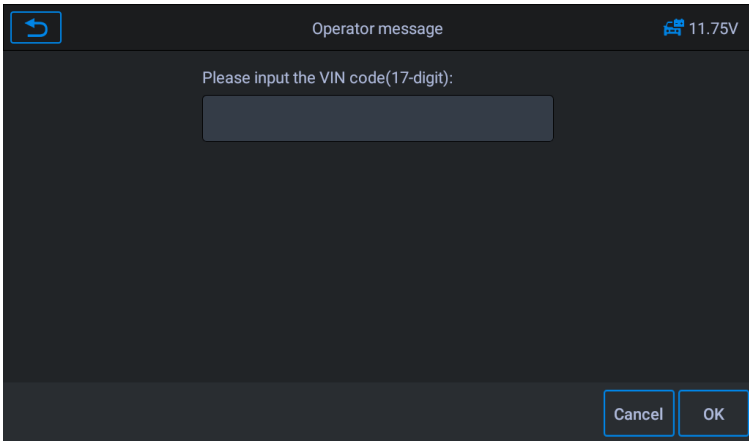 Operator message
11.75V
Please input the VIN code(17-digit):
Cancel
OK